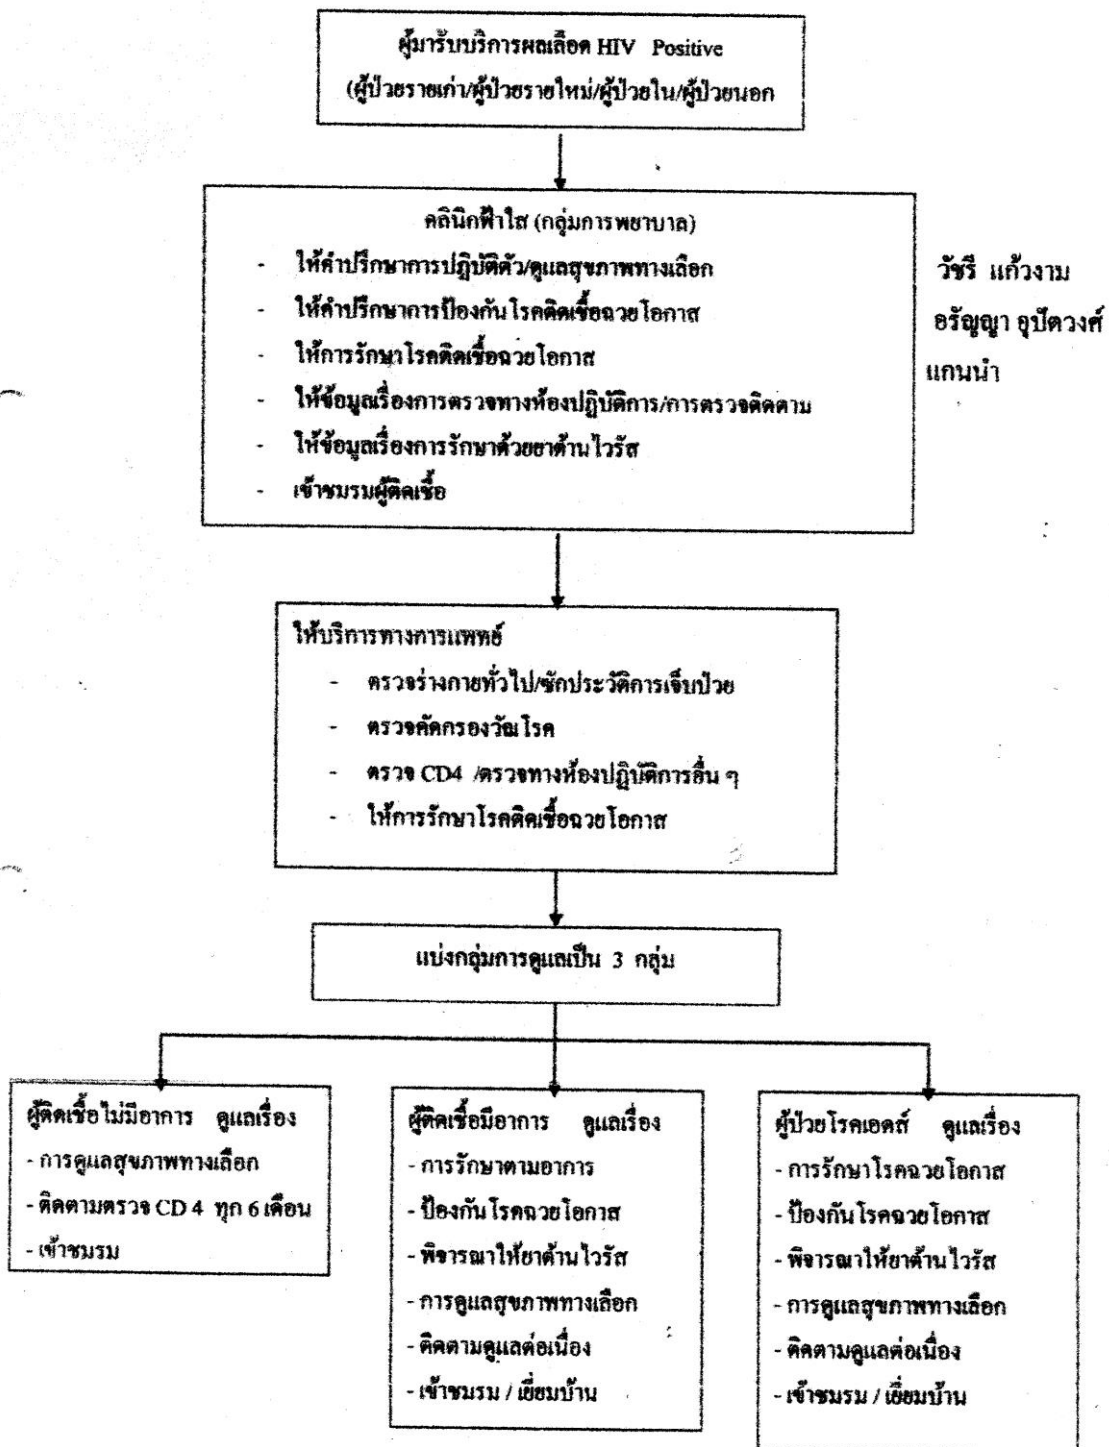 ผู้มารับบริการผลเลือด HIV Positive
(ผู้ป่วยรายเก่า/ผู้ป่วยรายใหม่/ผู้ป่วยใน/ผู้ป่วยนอก
คลินิกฟ้าใส (กลุ่มการพยาบาล)
- ให้คำปรึกษาการปฏิบัติตัว/ดูแลสุขภาพทางเลือก
- ให้คำปรึกษาการป้องกันโรคติดเชื้อฉวยโอกาส
- ให้การรักษาโรคติดเชื้อฉวยโอกาส
- ให้ข้อมูลเรื่องการตรวจทางห้องปฏิบัติการ/การตรวจติดตาม
- ให้ข้อมูลเรื่องการรักษาด้วยยาต้านไวรัส
- เข้าชมรมผู้ติดเชื้อ
วัชรี แก้วงาม
อรัญญา อุปัดวงศ์
แกนนำ
ให้บริการทางการแพทย์
- ตรวจร่างกายทั่วไป/ซักประวัติการเจ็บป่วย
- ตรวจคัดกรองวัณโรค
- ตรวจ CD4 /ตรวจทางห้องปฏิบัติการอื่น ๆ
- ให้การรักษาโรคติดเชื้อฉวยโอกาส
แบ่งกลุ่มการดูแลเป็น 3 กลุ่ม
ผู้ติดเชื้อไม่มีอาการ ดูแลเรื่อง
- การดูแลสุขภาพทางเลือก
- ติดตามตรวจ CD 4 ทุก 6 เดือน
- เข้าชมรม
ผู้ติดเชื้อมีอาการ ดูแลเรื่อง
- การรักษาตามอาการ
- ป้องกันโรคฉวยโอกาส
- พิจารณาให้ยาต้านไวรัส
- การดูแลสุขภาพทางเลือก
- ติดตามดูแลต่อเนื่อง
- เข้าชมรม / เยี่ยมบ้าน
ผู้ป่วยโรคเอดส์ ดูแลเรื่อง
- การรักษาโรคฉวยโอกาส
- ป้องกันโรคฉวยโอกาส
- พิจารณาให้ยาต้านไวรัส
- การดูแลสุขภาพทางเลือก
- ติดตามดูแลต่อเนื่อง
- เข้าชมรม / เยี่ยมบ้าน